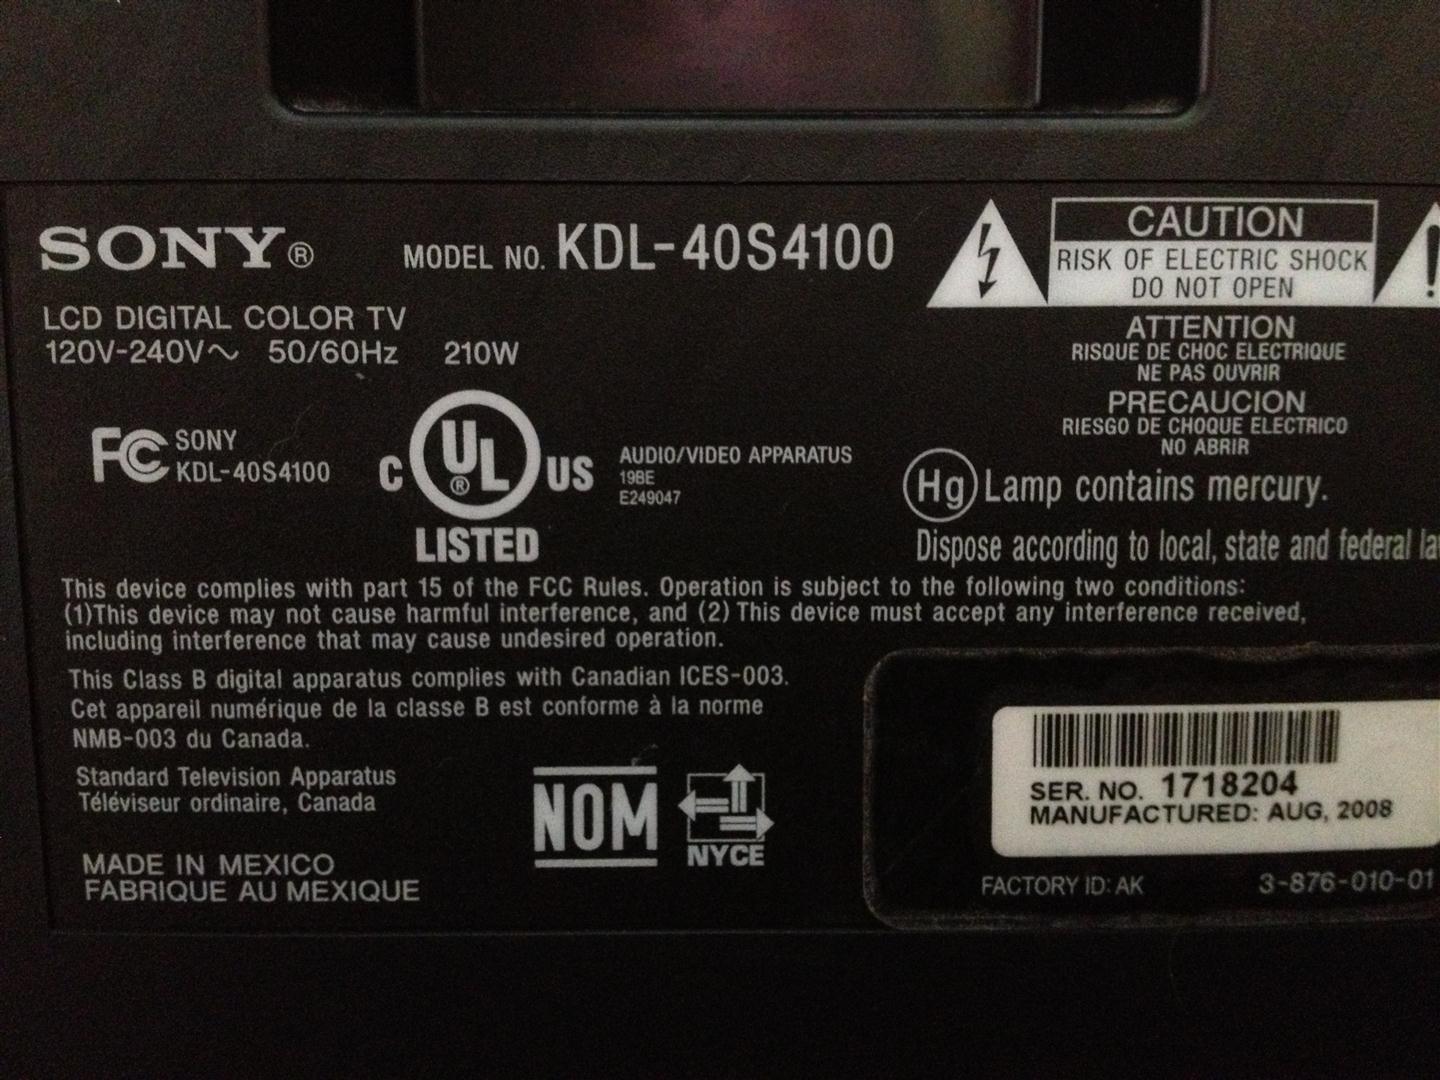 SONY® MODEL NO. KDL-40S4100
LCD DIGITAL COLOR TV
120V-240V~ 50/60Hz 210W
FC SONY
KDL-40S4100
C UL® US
LISTED
AUDIO/VIDEO APPARATUS
19BE
E249047
CAUTION
RISK OF ELECTRIC SHOCK
DO NOT OPEN
ATTENTION
RISQUE DE CHOC ELECTRIQUE
NE PAS OUVRIR
PRECAUCION
RIESGO DE CHOQUE ELECTRICO
NO ABRIR
Hg Lamp contains mercury.
Dispose according to local, state and federal
This device complies with part 15 of the FCC Rules. Operation is subject to the following two conditions:
(1)This device may not cause harmful interference, and (2) This device must accept any interference received,
including interference that may cause undesired operation.
This Class B digital apparatus complies with Canadian ICES-003.
Cet appareil numérique de la classe B est conforme à la norme
NMB-003 du Canada.
Standard Television Apparatus
Téléviseur ordinaire, Canada
MADE IN MEXICO
FABRIQUE AU MEXIQUE
NOM
NYCE
SER. NO. 1718204
MANUFACTURED: AUG, 2008
FACTORY ID: AK 3-876-010-01